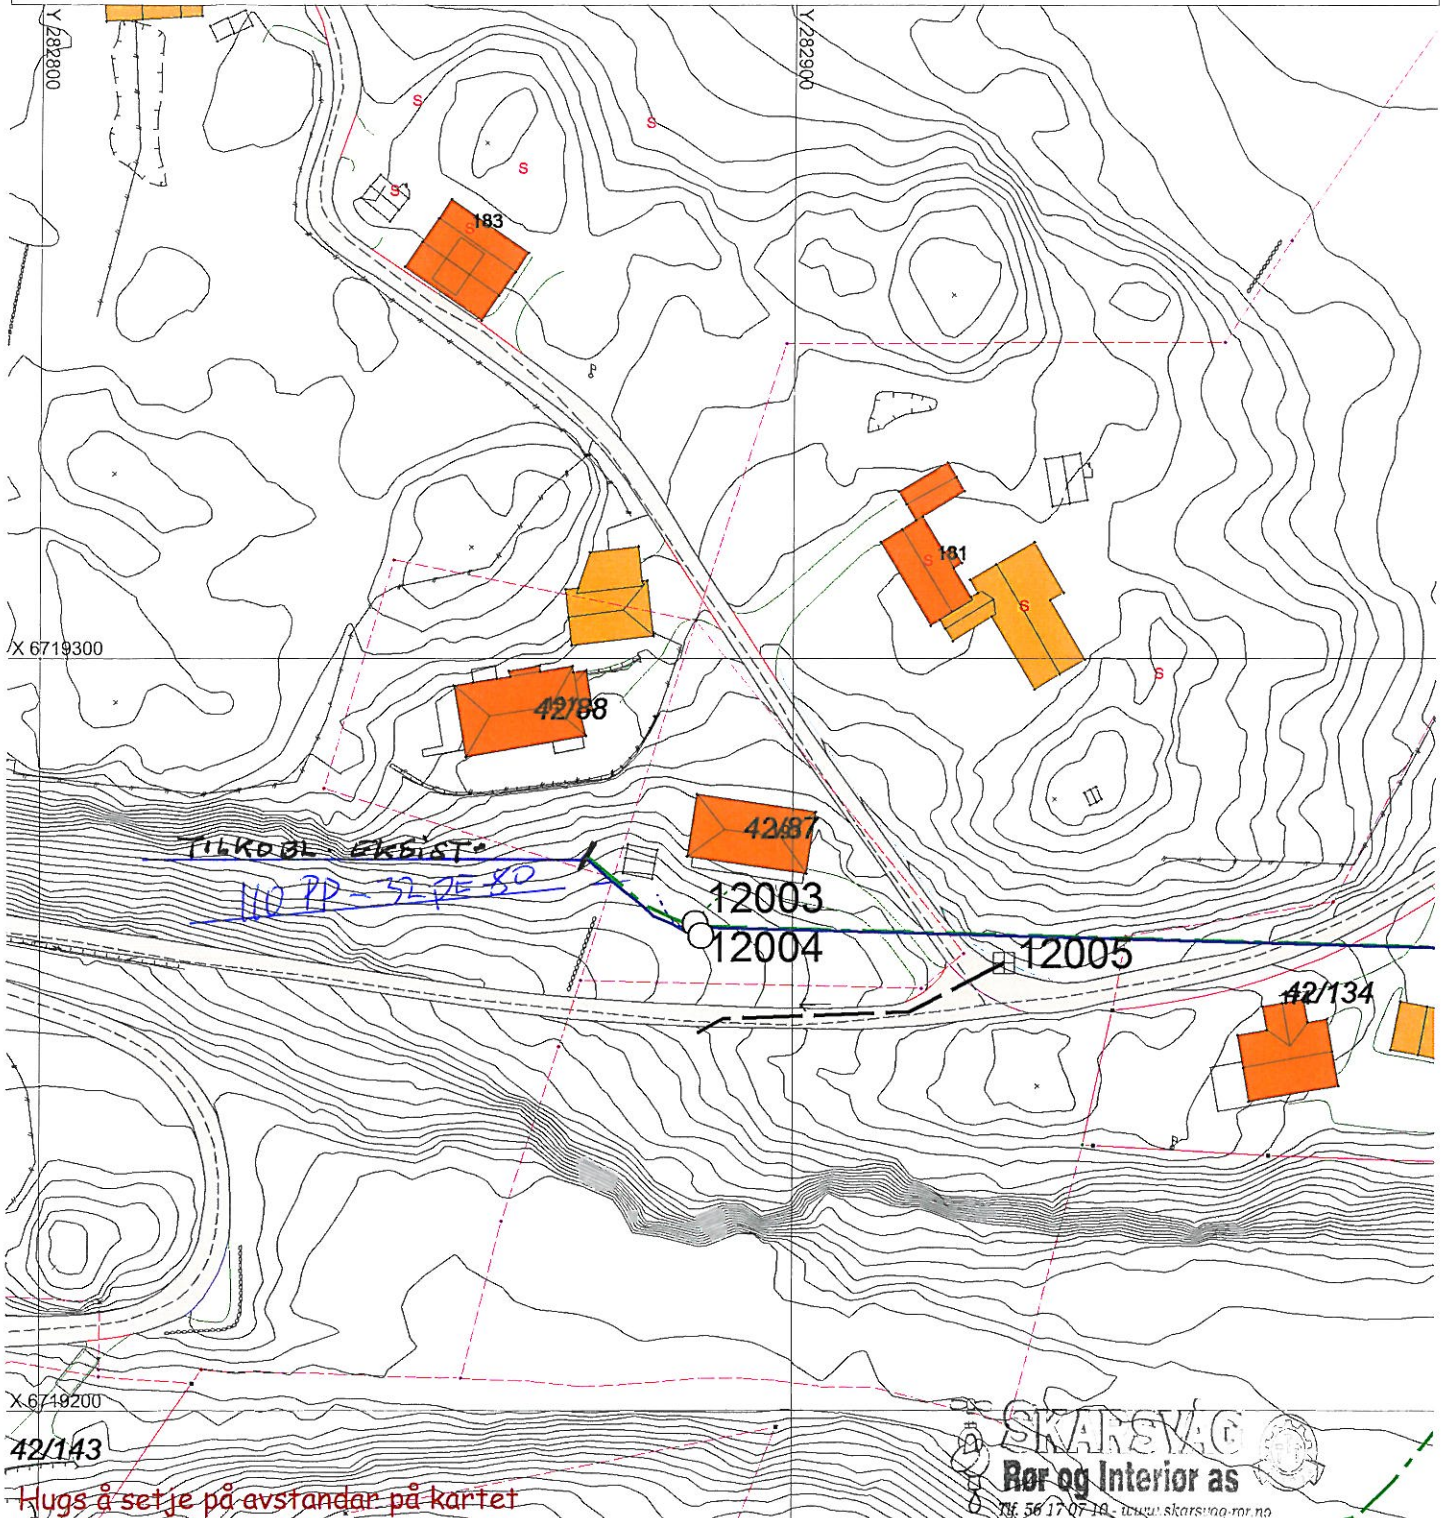 Y 282800
Y 282900
S
S
S
S
S
183
S
181
S
X 6719300
S
42/88
42/87
TILKOBL. EKSIST.
110 PP - 32 PE 50
12003
12004
12005
42/134
X 6719200
42/143
SKARSVÅG
Rør og Interiør as
Tlf. 56 17 07 10 - www.skarsvag-ror.no
Hugs å setje på avstandar på kartet